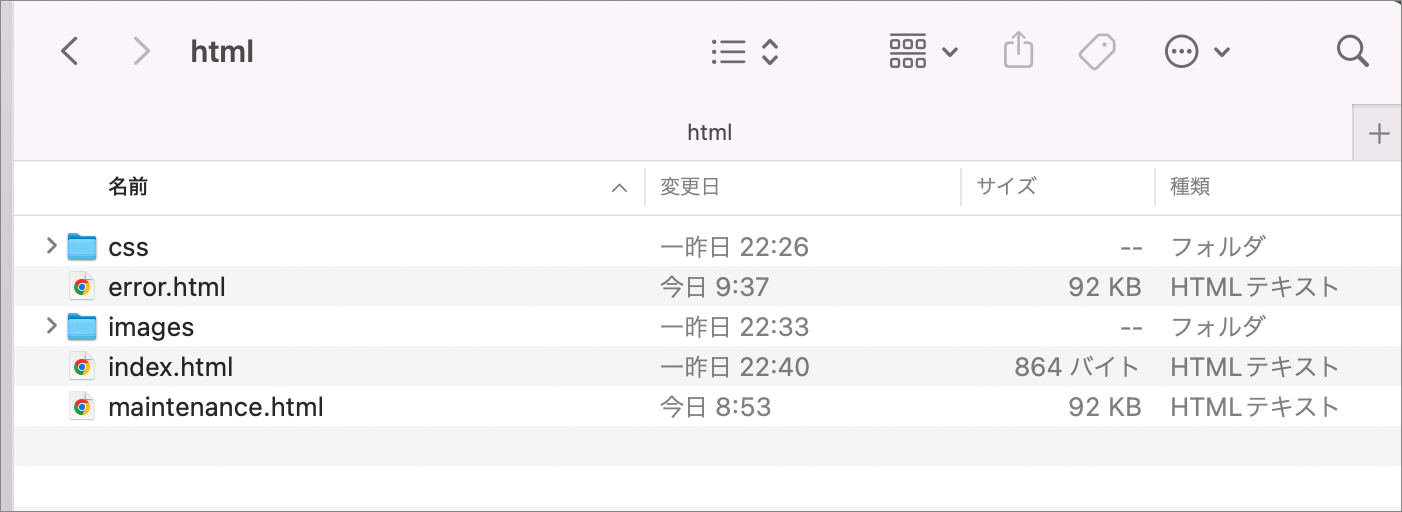 html
html
名前 変更日 サイズ 種類
css 一昨日 22:26 -- フォルダ
error.html 今日 9:37 92 KB HTMLテキスト
images 一昨日 22:33 -- フォルダ
index.html 一昨日 22:40 864 バイト HTMLテキスト
maintenance.html 今日 8:53 92 KB HTMLテキスト